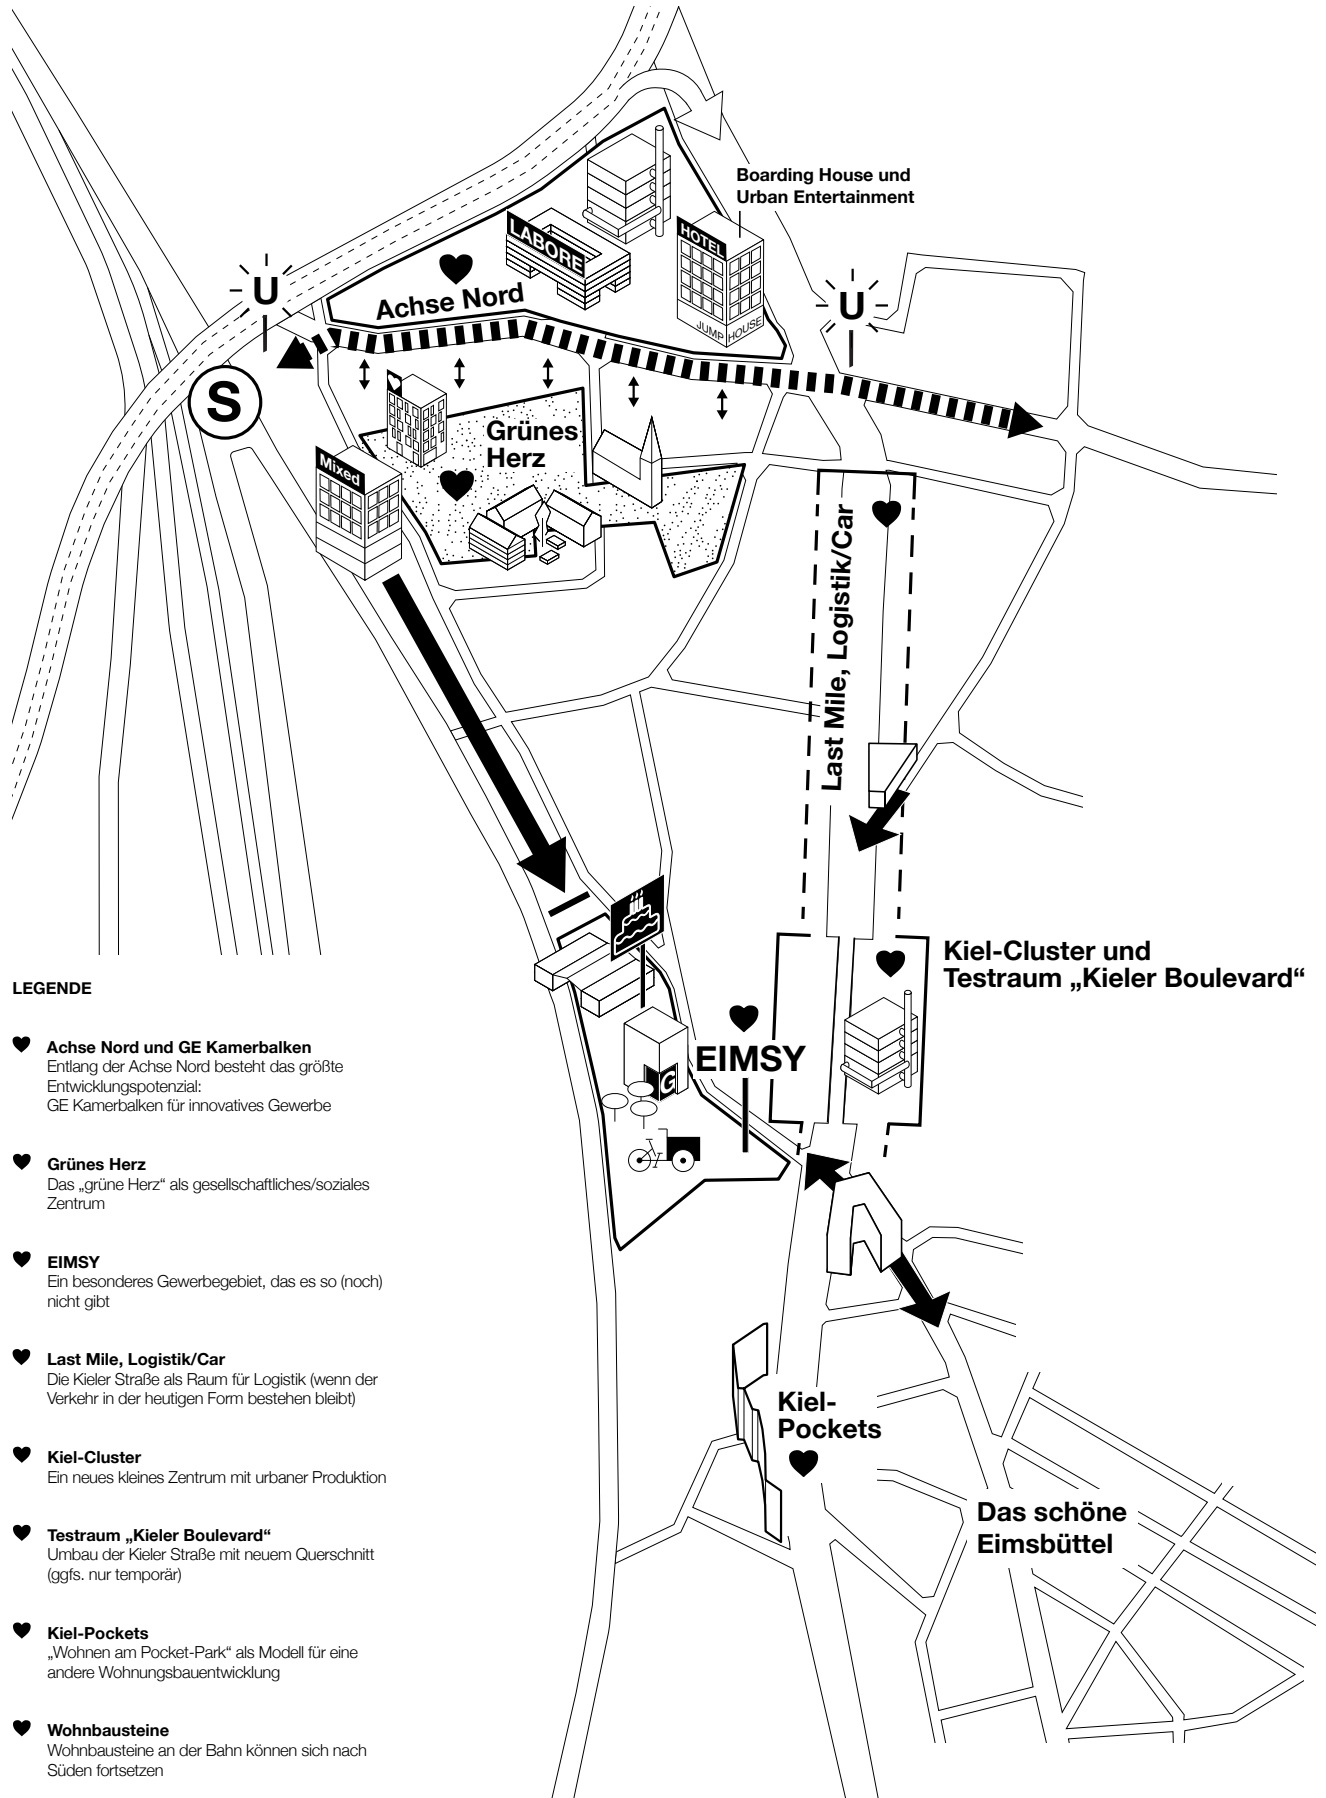 Boarding House und
Urban Entertainment
LABORE
HOTEL
JUMP HOUSE
U
Achse Nord
U
S
Mixed
Grünes
Herz
Last Mile, Logistik/Car
Kiel-Cluster und
Testraum „Kieler Boulevard“
EIMSY
G
Kiel-
Pockets
Das schöne
Eimsbüttel
LEGENDE
Achse Nord und GE Kamerbalken
Entlang der Achse Nord besteht das größte
Entwicklungspotenzial:
GE Kamerbalken für innovatives Gewerbe
Grünes Herz
Das „grüne Herz“ als gesellschaftliches/soziales
Zentrum
EIMSY
Ein besonderes Gewerbegebiet, das es so (noch)
nicht gibt
Last Mile, Logistik/Car
Die Kieler Straße als Raum für Logistik (wenn der
Verkehr in der heutigen Form bestehen bleibt)
Kiel-Cluster
Ein neues kleines Zentrum mit urbaner Produktion
Testraum „Kieler Boulevard“
Umbau der Kieler Straße mit neuem Querschnitt
(ggfs. nur temporär)
Kiel-Pockets
„Wohnen am Pocket-Park“ als Modell für eine
andere Wohnungsbauentwicklung
Wohnbausteine
Wohnbausteine an der Bahn können sich nach
Süden fortsetzen